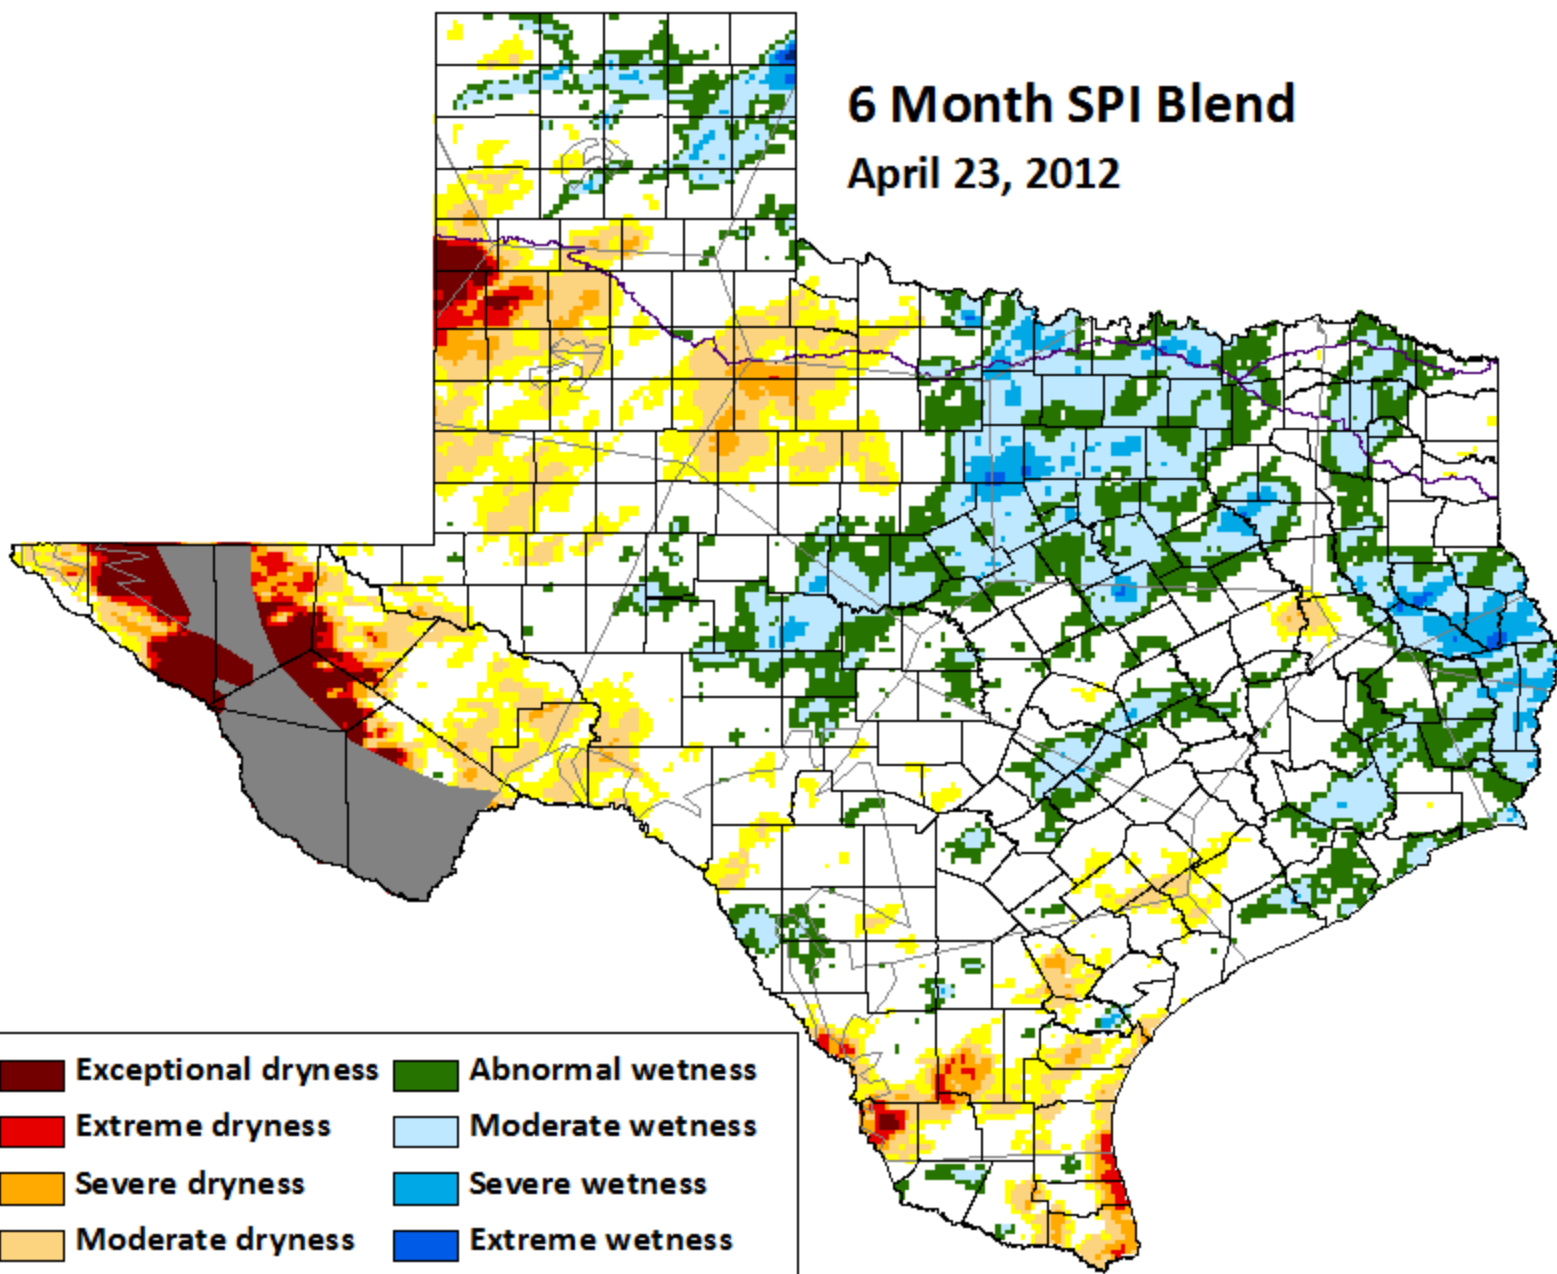 6 Month SPI Blend
April 23, 2012
Exceptional dryness
Abnormal wetness
Extreme dryness
Moderate wetness
Severe dryness
Severe wetness
Moderate dryness
Extreme wetness